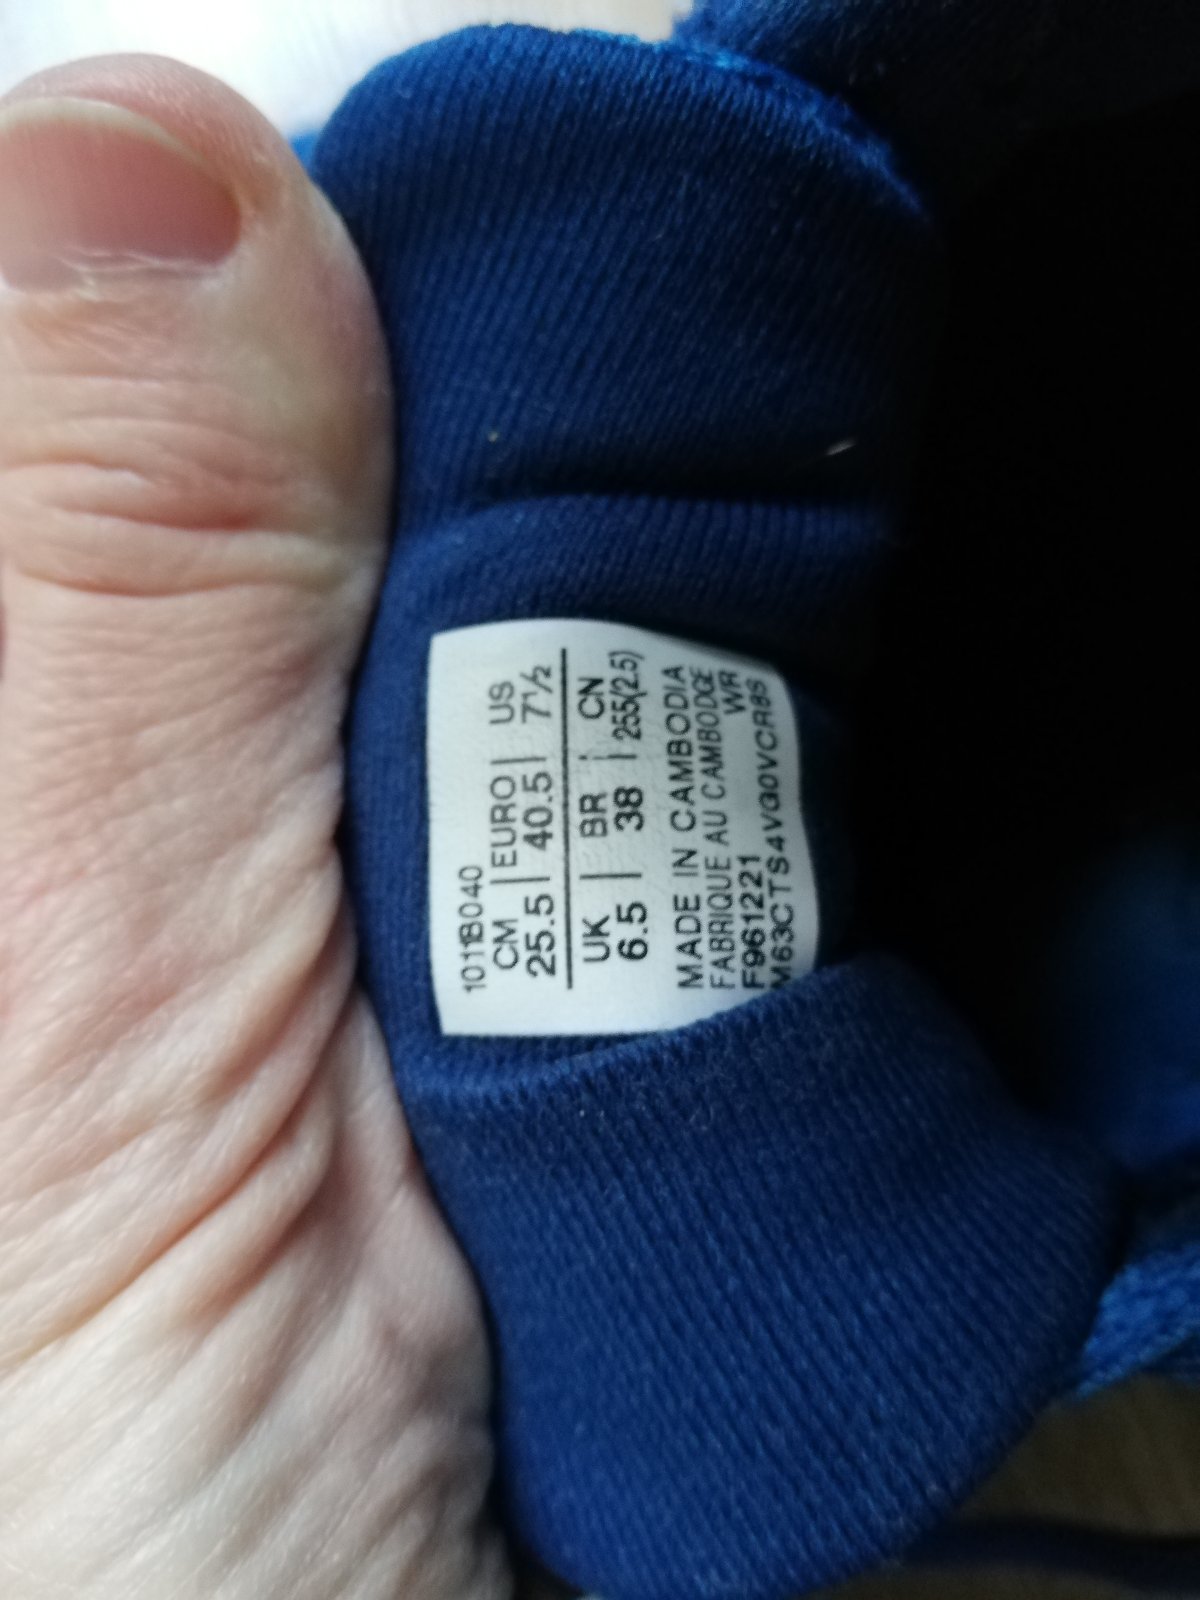 1011B040
CM | EURO | US
25.5 | 40.5 | 7½
UK | BR | CN
6.5 | 38 | 255(2.5)
MADE IN CAMBODIA
FABRIQUE AU CAMBODGE
F961221 WR
M63CTS4VG0VCR8S